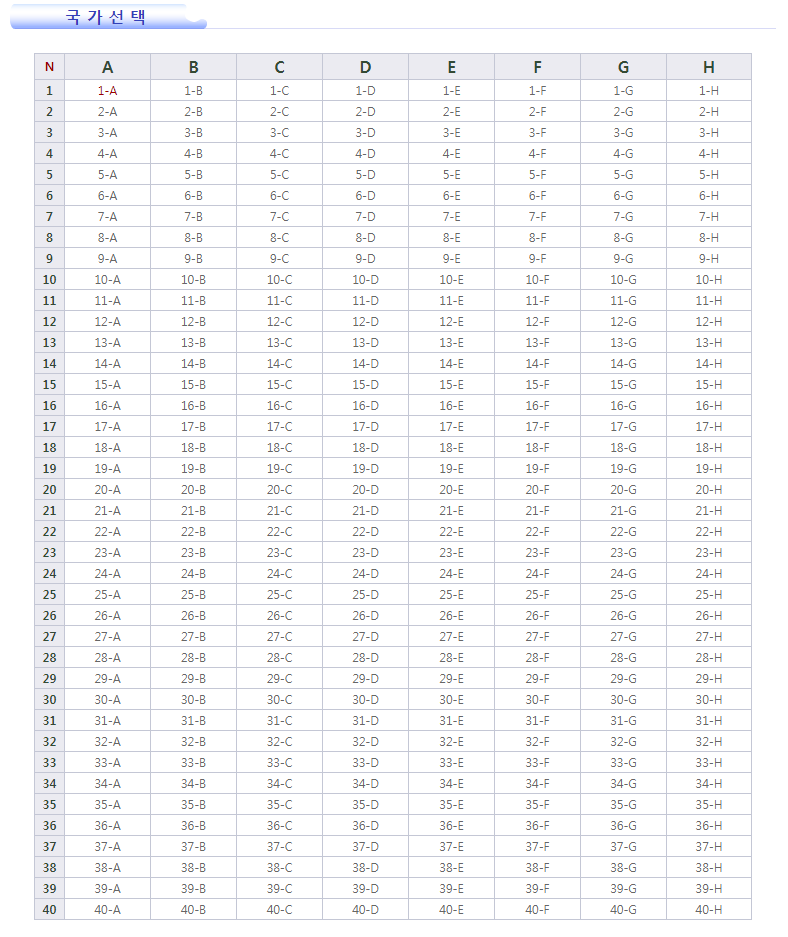 국가선택
N A B C D E F G H
1 1-A 1-B 1-C 1-D 1-E 1-F 1-G 1-H
2 2-A 2-B 2-C 2-D 2-E 2-F 2-G 2-H
3 3-A 3-B 3-C 3-D 3-E 3-F 3-G 3-H
4 4-A 4-B 4-C 4-D 4-E 4-F 4-G 4-H
5 5-A 5-B 5-C 5-D 5-E 5-F 5-G 5-H
6 6-A 6-B 6-C 6-D 6-E 6-F 6-G 6-H
7 7-A 7-B 7-C 7-D 7-E 7-F 7-G 7-H
8 8-A 8-B 8-C 8-D 8-E 8-F 8-G 8-H
9 9-A 9-B 9-C 9-D 9-E 9-F 9-G 9-H
10 10-A 10-B 10-C 10-D 10-E 10-F 10-G 10-H
11 11-A 11-B 11-C 11-D 11-E 11-F 11-G 11-H
12 12-A 12-B 12-C 12-D 12-E 12-F 12-G 12-H
13 13-A 13-B 13-C 13-D 13-E 13-F 13-G 13-H
14 14-A 14-B 14-C 14-D 14-E 14-F 14-G 14-H
15 15-A 15-B 15-C 15-D 15-E 15-F 15-G 15-H
16 16-A 16-B 16-C 16-D 16-E 16-F 16-G 16-H
17 17-A 17-B 17-C 17-D 17-E 17-F 17-G 17-H
18 18-A 18-B 18-C 18-D 18-E 18-F 18-G 18-H
19 19-A 19-B 19-C 19-D 19-E 19-F 19-G 19-H
20 20-A 20-B 20-C 20-D 20-E 20-F 20-G 20-H
21 21-A 21-B 21-C 21-D 21-E 21-F 21-G 21-H
22 22-A 22-B 22-C 22-D 22-E 22-F 22-G 22-H
23 23-A 23-B 23-C 23-D 23-E 23-F 23-G 23-H
24 24-A 24-B 24-C 24-D 24-E 24-F 24-G 24-H
25 25-A 25-B 25-C 25-D 25-E 25-F 25-G 25-H
26 26-A 26-B 26-C 26-D 26-E 26-F 26-G 26-H
27 27-A 27-B 27-C 27-D 27-E 27-F 27-G 27-H
28 28-A 28-B 28-C 28-D 28-E 28-F 28-G 28-H
29 29-A 29-B 29-C 29-D 29-E 29-F 29-G 29-H
30 30-A 30-B 30-C 30-D 30-E 30-F 30-G 30-H
31 31-A 31-B 31-C 31-D 31-E 31-F 31-G 31-H
32 32-A 32-B 32-C 32-D 32-E 32-F 32-G 32-H
33 33-A 33-B 33-C 33-D 33-E 33-F 33-G 33-H
34 34-A 34-B 34-C 34-D 34-E 34-F 34-G 34-H
35 35-A 35-B 35-C 35-D 35-E 35-F 35-G 35-H
36 36-A 36-B 36-C 36-D 36-E 36-F 36-G 36-H
37 37-A 37-B 37-C 37-D 37-E 37-F 37-G 37-H
38 38-A 38-B 38-C 38-D 38-E 38-F 38-G 38-H
39 39-A 39-B 39-C 39-D 39-E 39-F 39-G 39-H
40 40-A 40-B 40-C 40-D 40-E 40-F 40-G 40-H